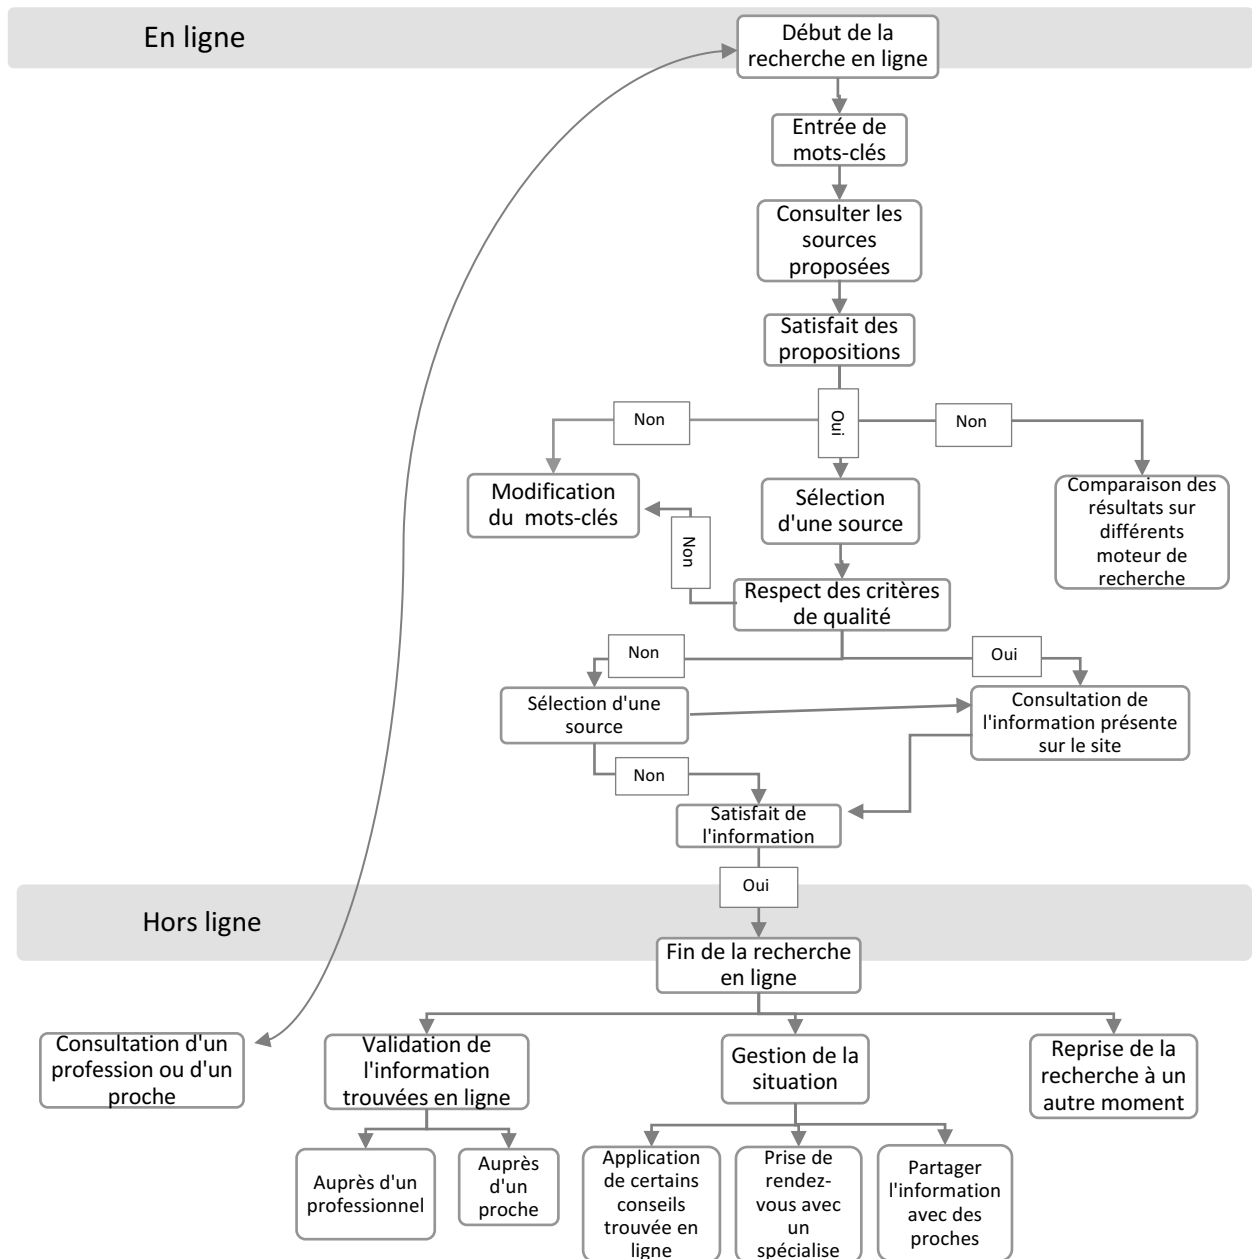 En ligne
Début de la
recherche en ligne
Entrée de
mots-clés
Consulter les
sources
proposées
Satisfait des
propositions
Non
Oui
Non
Modification
du mots-clés
Sélection
d'une source
Comparaison des
résultats sur
différents
moteur de
recherche
Non
Respect des critères
de qualité
Non
Oui
Sélection d'une
source
Consultation de
l'information présente
sur le site
Non
Satisfait de
l'information
Oui
Hors ligne
Fin de la recherche
en ligne
Consultation d'un
profession ou d'un
proche
Validation de
l'information
trouvées en ligne
Gestion de la
situation
Reprise de la
recherche à un
autre moment
Auprès d'un
professionnel
Auprès
d'un
proche
Application
de certains
conseils
trouvée en
ligne
Prise de
rendez-
vous avec
un
spécialise
Partager
l'information
avec des
proches